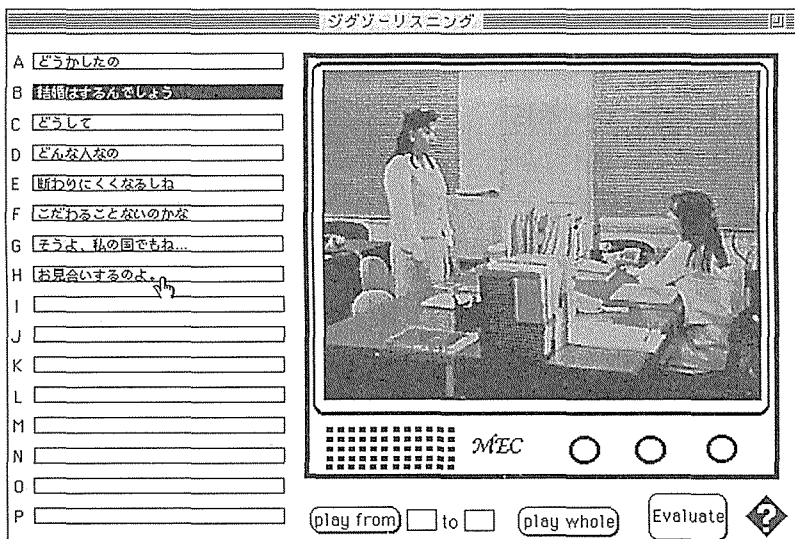 ジグゾーリスニング
A どうかしたの
B 結婚はするんでしょう
C どうして
D どんな人なの
E 断わりにくくなるしね
F こだわることないのかな
G そうよ、私の国でもね...
H お見合いするのよ。
I
J
K
L
M
N
O
P
MEC
play from to play whole Evaluate ?